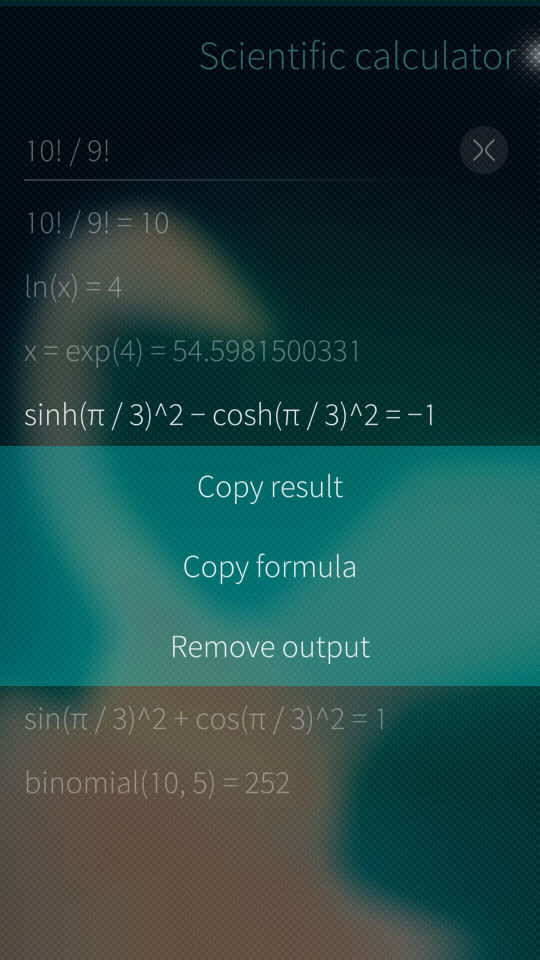 Scientific calculator
10! / 9!
10! / 9! = 10
ln(x) = 4
x = exp(4) = 54.5981500331
sinh(π / 3)^2 − cosh(π / 3)^2 = −1
Copy result
Copy formula
Remove output
sin(π / 3)^2 + cos(π / 3)^2 = 1
binomial(10, 5) = 252